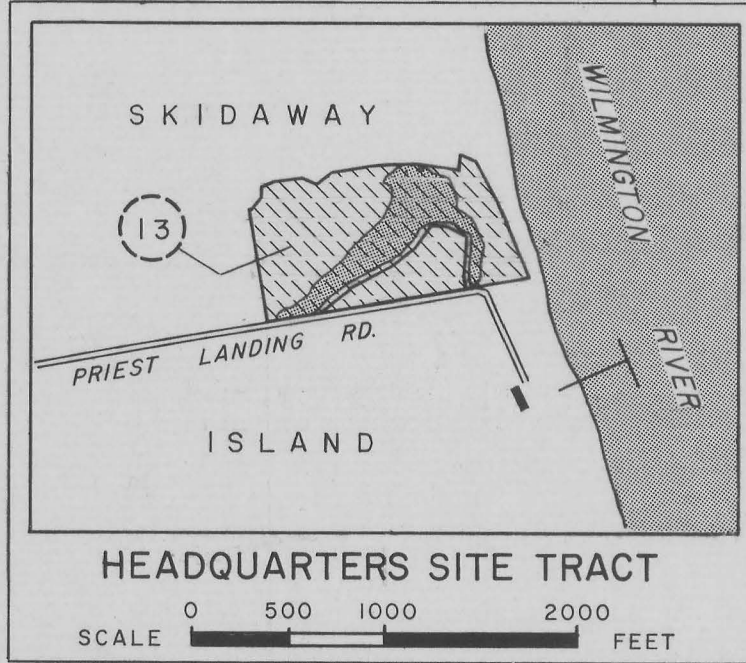 SKIDAWAY
WILMINGTON
RIVER
13
PRIEST LANDING RD.
ISLAND
HEADQUARTERS SITE TRACT
0 500 1000 2000
SCALE FEET